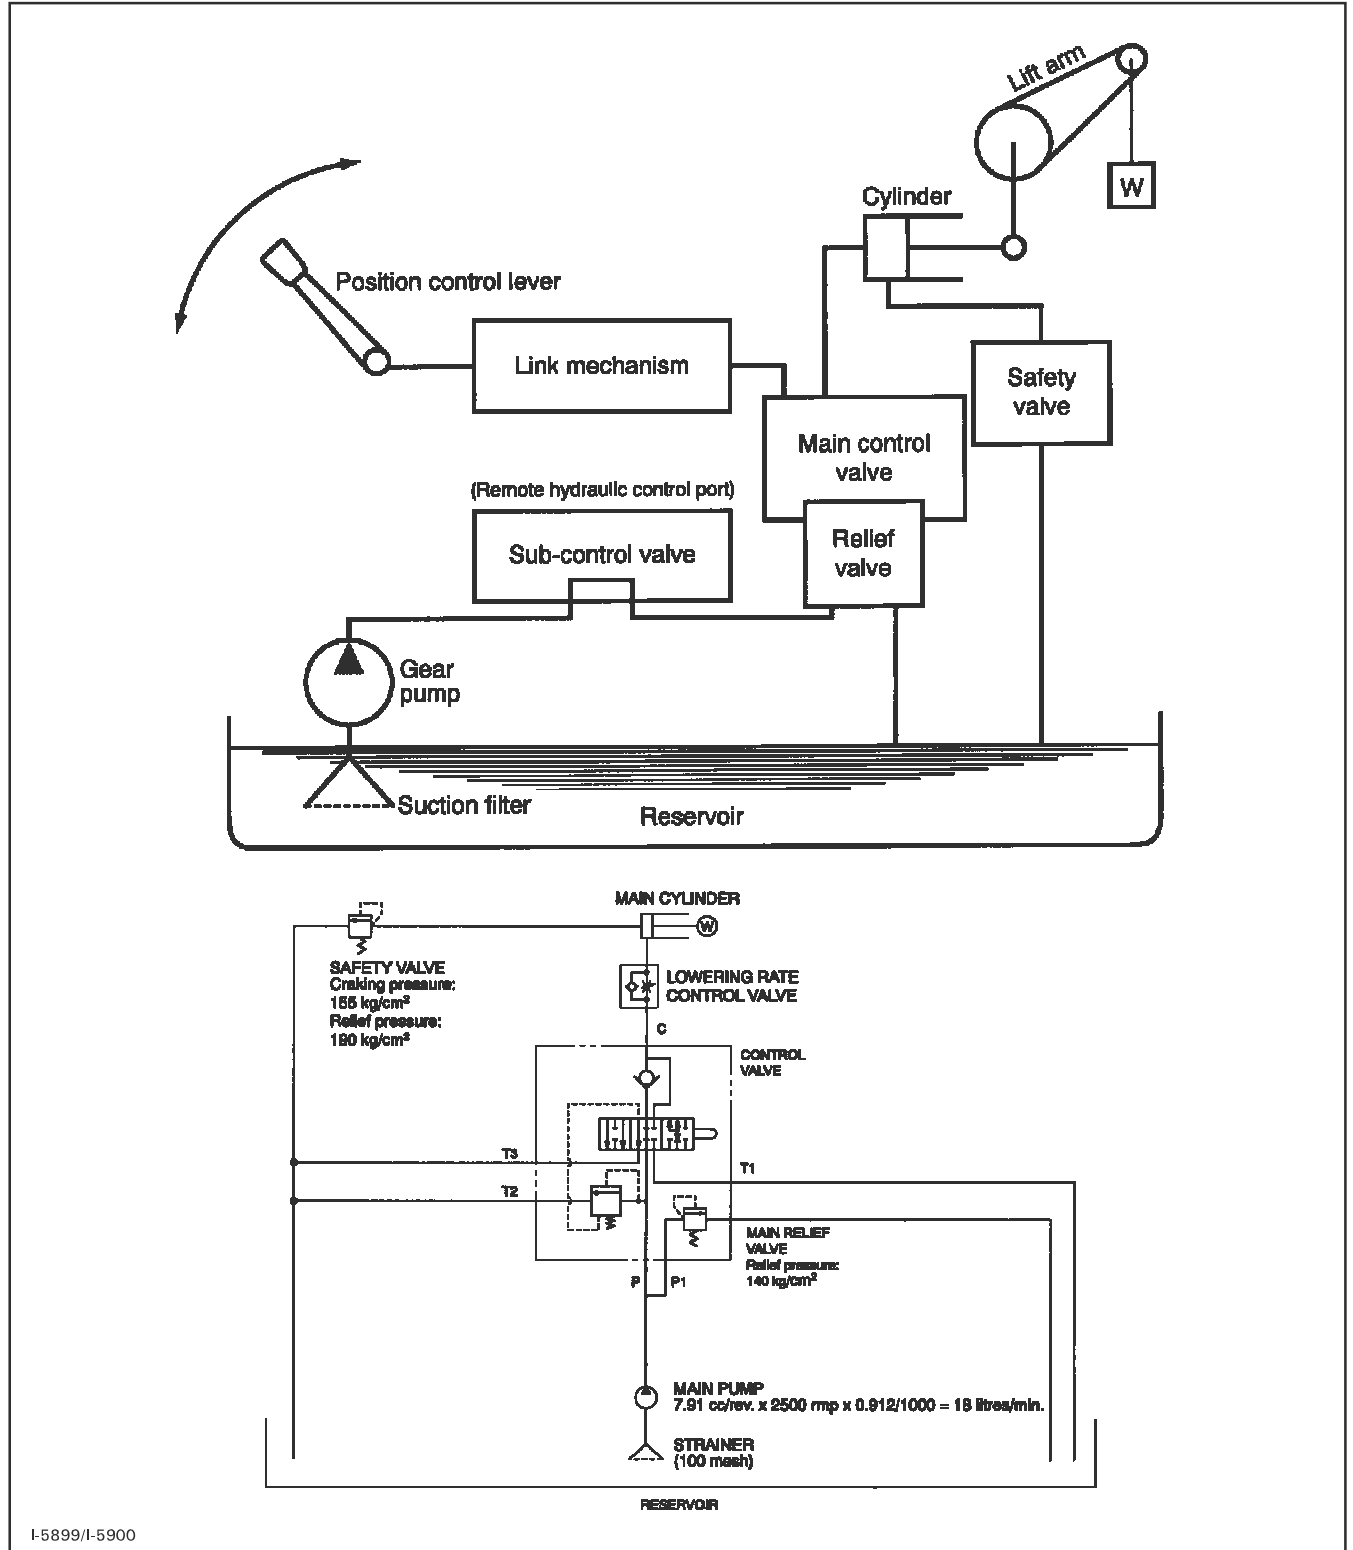 Lift arm
W
Cylinder
Position control lever
Link mechanism
Safety
valve
Main control
valve
(Remote hydraulic control port)
Sub-control valve
Relief
valve
Gear
pump
Suction filter
Reservoir
MAIN CYLINDER
W
SAFETY VALVE
Craking pressure:
155 kg/cm²
Relief pressure:
190 kg/cm²
LOWERING RATE
CONTROL VALVE
C
CONTROL
VALVE
T3
T1
T2
MAIN RELIEF
VALVE
Relief pressure:
140 kg/cm²
P
P1
MAIN PUMP
7.91 cc/rev. x 2500 rmp x 0.912/1000 = 18 litres/min.
STRAINER
(100 mesh)
RESERVOIR
I-5899/I-5900